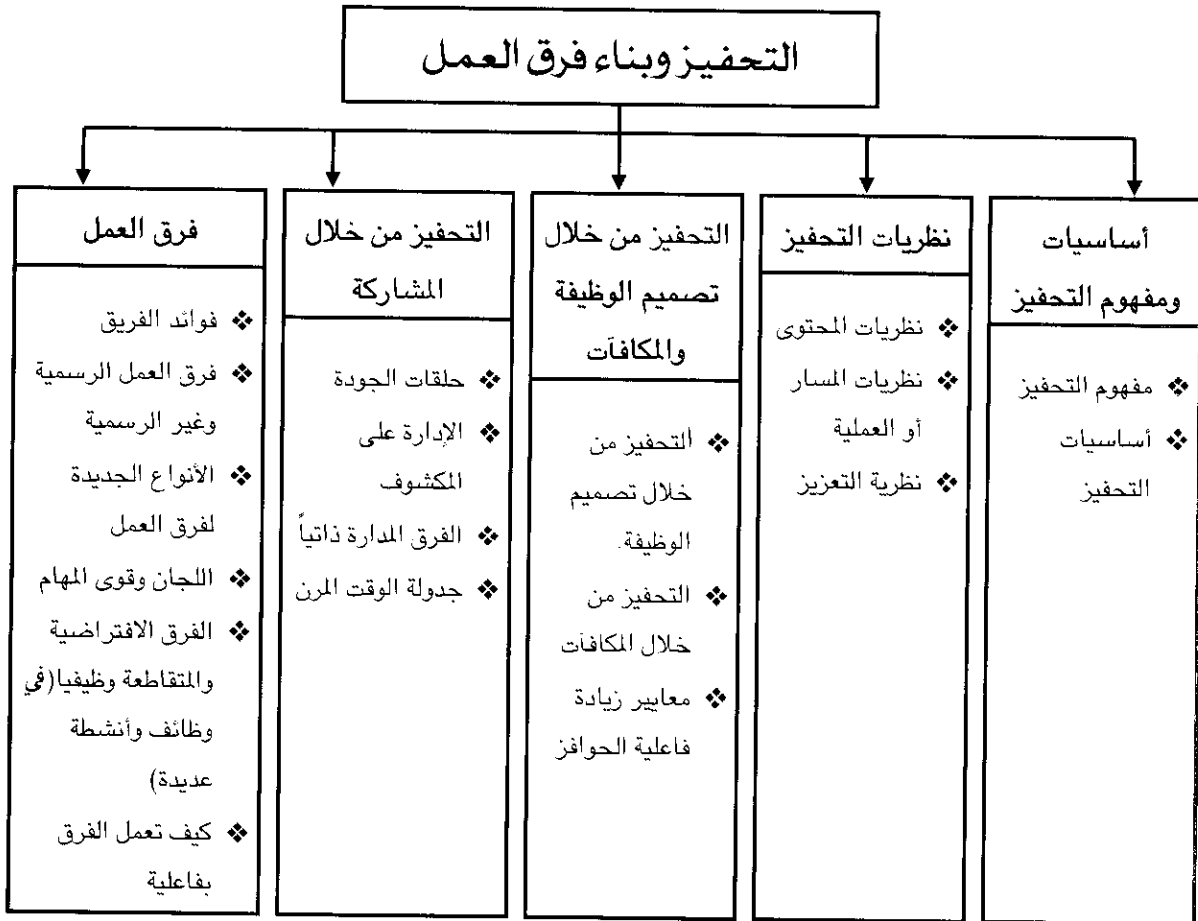 التحفيز وبناء فرق العمل
أساسيات
ومفهوم التحفيز
❖ مفهوم التحفيز
❖ أساسيات
التحفيز
نظريات التحفيز
❖ نظريات المحتوى
❖ نظريات المسار
أو العملية
❖ نظرية التعزيز
التحفيز من خلال
تصميم الوظيفة
والمكافآت
❖ التحفيز من
خلال تصميم
الوظيفة.
❖ التحفيز من
خلال المكافآت
❖ معايير زيادة
فاعلية الحوافز
التحفيز من خلال
المشاركة
❖ حلقات الجودة
❖ الإدارة على
المكشوف
❖ الفرق المدارة ذاتياً
❖ جدولة الوقت المرن
فرق العمل
❖ فوائد الفريق
❖ فرق العمل الرسمية
وغير الرسمية
❖ الأنواع الجديدة
لفرق العمل
❖ اللجان وقوى المهام
❖ الفرق الافتراضية
والمتقاطعة وظيفيا(في
وظائف وأنشطة
عديدة)
❖ كيف تعمل الفرق
بفاعلية